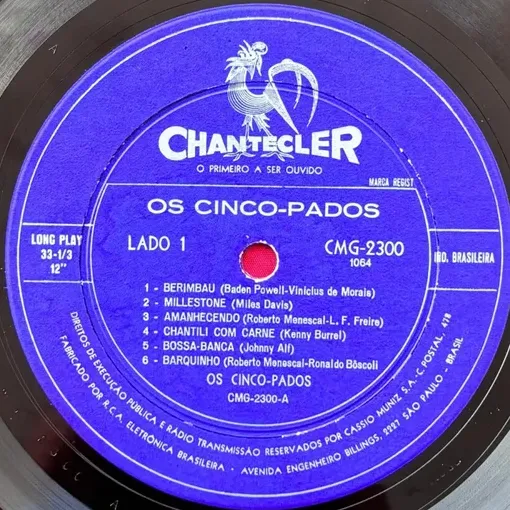 CHANTECLER
O PRIMEIRO A SER OUVIDO
MARCA REGIST
OS CINCO-PADOS
LONG PLAY
33-1/3
12"
LADO 1
CMG-2300
1064
IND. BRASILEIRA
1 - BERIMBAU (Baden Powell-Vinícius de Morais)
2 - MILLESTONE (Miles Davis)
3 - AMANHECENDO (Roberto Menescal-L. F. Freire)
4 - CHANTILI COM CARNE (Kenny Burrel)
5 - BOSSA-BANCA (Johnny Alf)
6 - BARQUINHO (Roberto Menescai-Ronaldo Bôscoli
OS CINCO-PADOS
CMG-2300-A
DIREITOS DE EXECUÇÃO PÚBLICA E RÁDIO TRANSMISSÃO RESERVADOS POR CASSIO MUNIZ S.A.-C. POSTAL, 478
FABRICADO POR R.C.A. ELETRÔNICA BRASILEIRA - AVENIDA ENGENHEIRO BILLINGS, 2227 SÃO PAULO - BRASIL